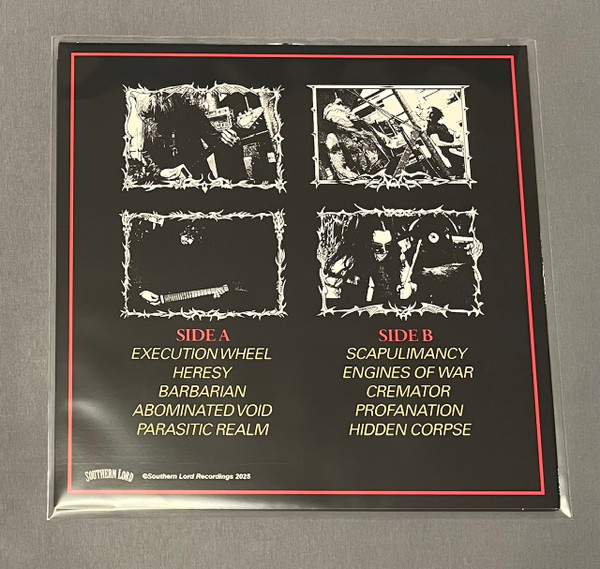 SIDE A
EXECUTION WHEEL
HERESY
BARBARIAN
ABOMINATED VOID
PARASITIC REALM
SIDE B
SCAPULIMANCY
ENGINES OF WAR
CREMATOR
PROFANATION
HIDDEN CORPSE
SOUTHERN LORD
©Southern Lord Recordings 2025